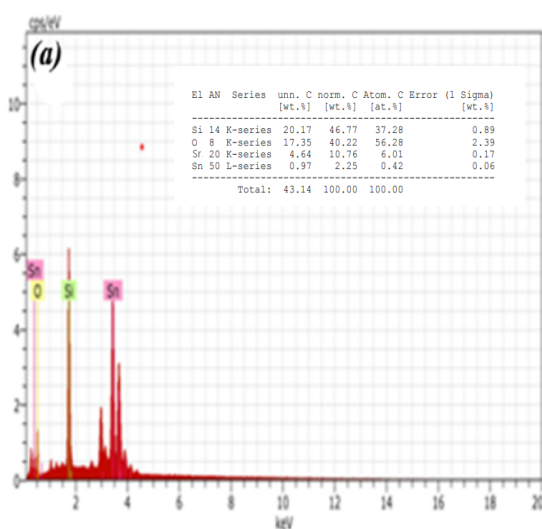 cps/eV
(a)
El AN Series unn. C norm. C Atom. C Error (1 Sigma)
[wt.%] [wt.%] [at.%] [wt.%]
Si 14 K-series 20.17 46.77 37.28 0.89
O 8 K-series 17.35 40.22 56.28 2.39
Sr 20 K-series 4.64 10.76 6.01 0.17
Sn 50 L-series 0.97 2.25 0.42 0.06
Total: 43.14 100.00 100.00
10
8
6
4
2
0
Sn
O
Si
Sn
2 4 6 8 10 12 14 16 18 20
keV